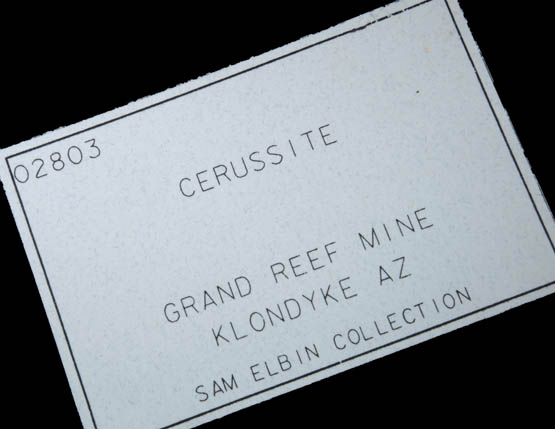 02803
CERUSSITE
GRAND REEF MINE
KLONDYKE AZ
SAM ELBIN COLLECTION